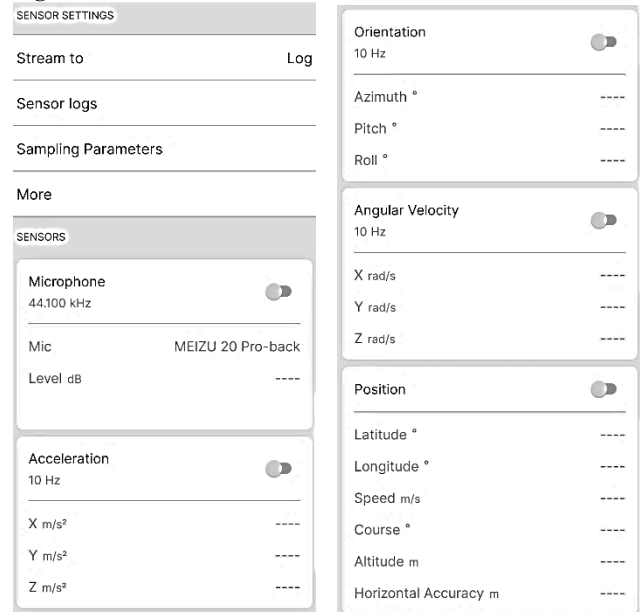 SENSOR SETTINGS
Stream to Log
Sensor logs
Sampling Parameters
More
SENSORS
Microphone
44.100 kHz
Mic MEIZU 20 Pro-back
Level dB ----
Acceleration
10 Hz
X m/s² ----
Y m/s² ----
Z m/s² ----
Orientation
10 Hz
Azimuth ° ----
Pitch ° ----
Roll ° ----
Angular Velocity
10 Hz
X rad/s ----
Y rad/s ----
Z rad/s ----
Position
Latitude ° ----
Longitude ° ----
Speed m/s ----
Course ° ----
Altitude m ----
Horizontal Accuracy m ----